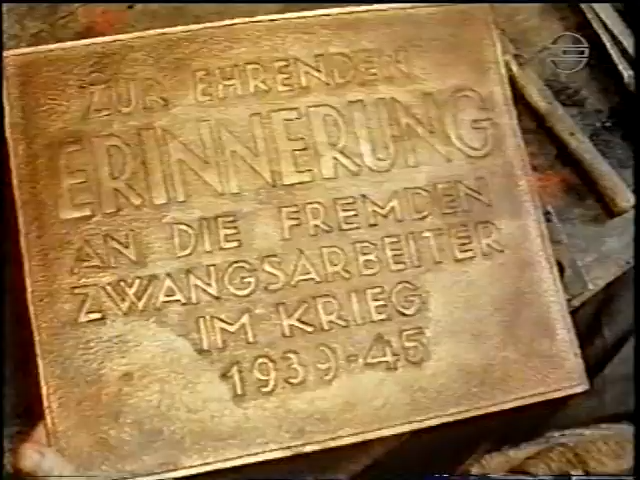 ZUR EHRENDEN
ERINNERUNG
AN DIE FREMDEN
ZWANGSARBEITER
IM KRIEG
1939-45